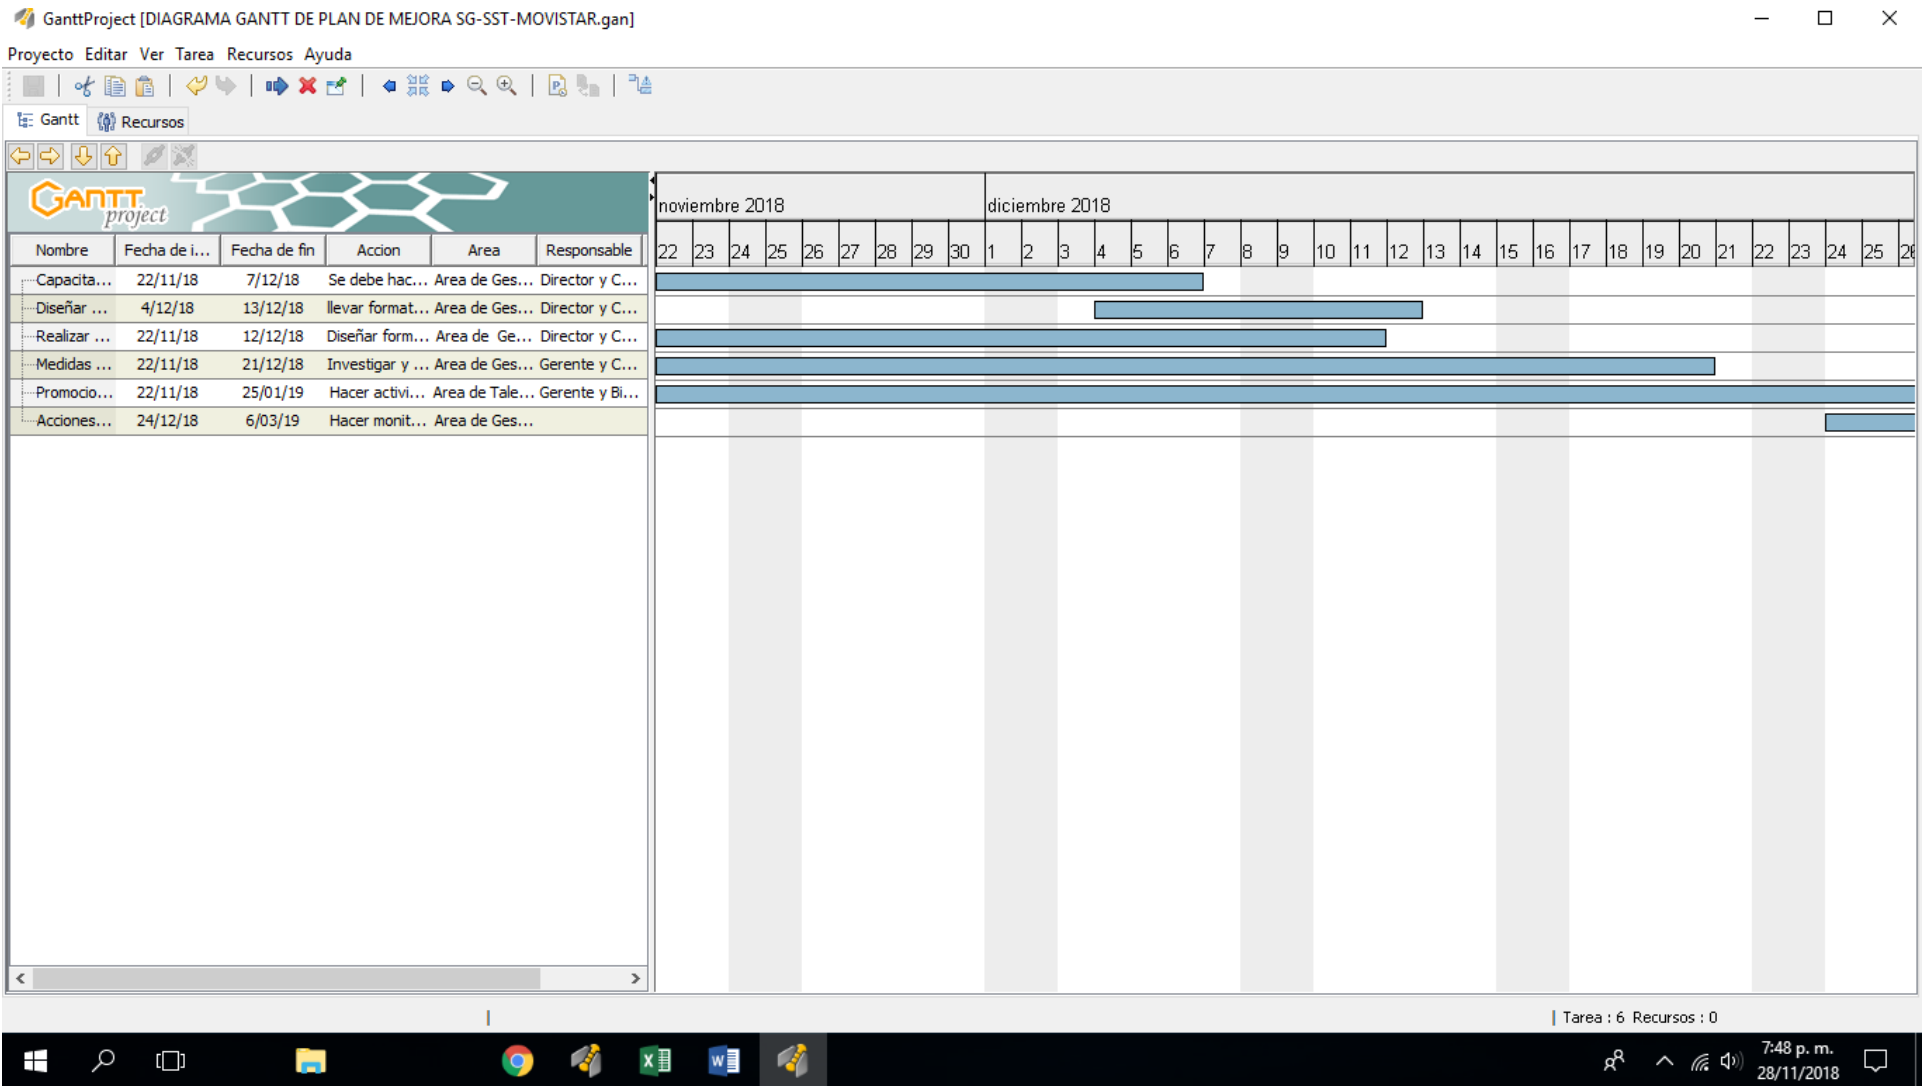 GanttProject [DIAGRAMA GANTT DE PLAN DE MEJORA SG-SST-MOVISTAR.gan]
Proyecto Editar Ver Tarea Recursos Ayuda
Gantt Recursos
GANTT project
noviembre 2018 diciembre 2018
Nombre Fecha de i... Fecha de fin Accion Area Responsable
22 23 24 25 26 27 28 29 30 1 2 3 4 5 6 7 8 9 10 11 12 13 14 15 16 17 18 19 20 21 22 23 24 25 26
Capacita... 22/11/18 7/12/18 Se debe hac... Area de Ges... Director y C...
Diseñar ... 4/12/18 13/12/18 llevar format... Area de Ges... Director y C...
Realizar ... 22/11/18 12/12/18 Diseñar form... Area de Ge... Director y C...
Medidas ... 22/11/18 21/12/18 Investigar y ... Area de Ges... Gerente y C...
Promocio... 22/11/18 25/01/19 Hacer activi... Area de Tale... Gerente y Bi...
Acciones... 24/12/18 6/03/19 Hacer monit... Area de Ges...
Tarea : 6 Recursos : 0
7:48 p. m.
28/11/2018